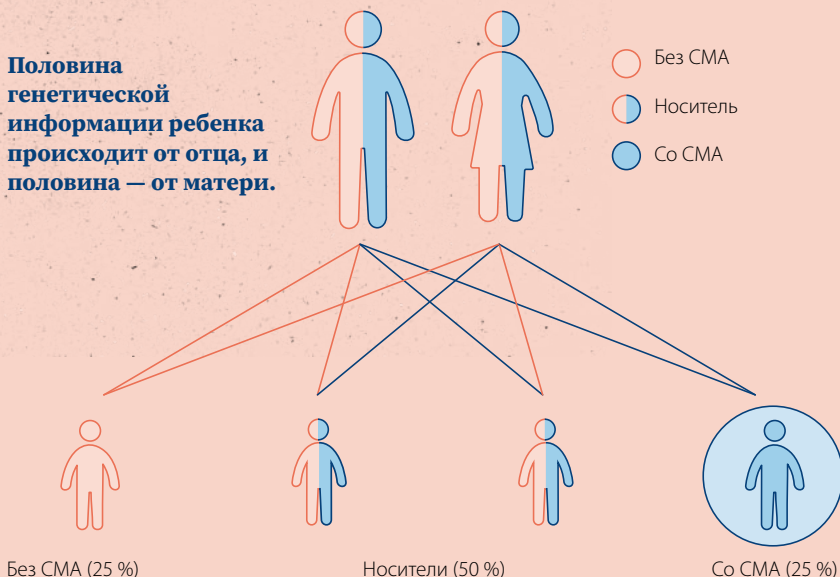 Половина
генетической
информации ребенка
происходит от отца, и
половина — от матери.
Без СМА
Носитель
Со СМА
Без СМА (25 %)
Носители (50 %)
Со СМА (25 %)